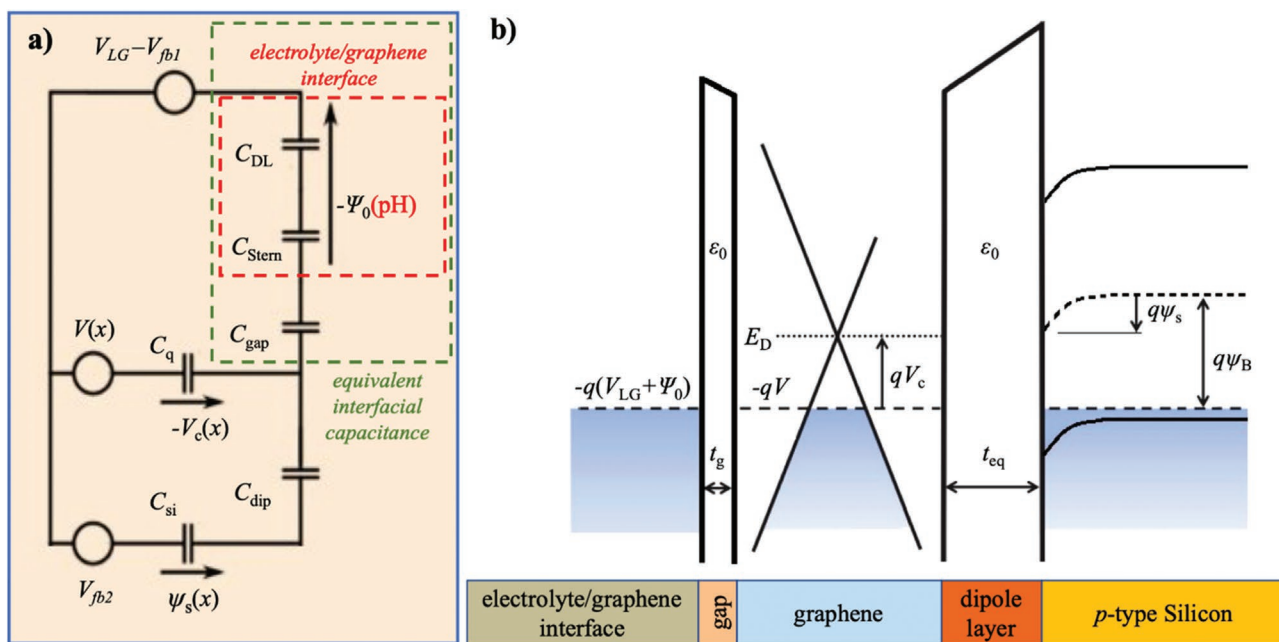 a)
V_LG−V_fb1
electrolyte/graphene
interface
C_DL
-Ψ_0(pH)
C_Stern
V(x)
C_q
C_gap
-V_c(x)
equivalent
interfacial
capacitance
C_si
C_dip
V_fb2
ψ_s(x)
b)
ε_0
ε_0
E_D
qψ_s
-q(V_LG+Ψ_0)
-qV
qV_c
qψ_B
t_g
t_eq
electrolyte/graphene
interface
gap
graphene
dipole
layer
p-type Silicon